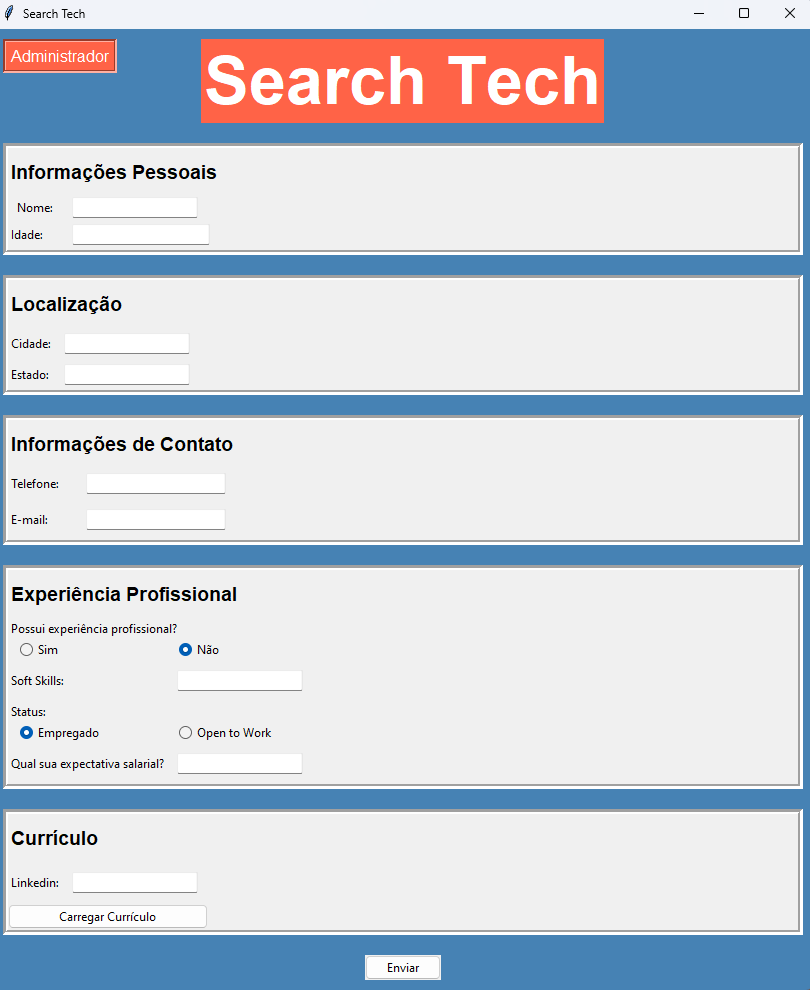 Search Tech
Administrador
Search Tech
Informações Pessoais
Nome:
Idade:
Localização
Cidade:
Estado:
Informações de Contato
Telefone:
E-mail:
Experiência Profissional
Possui experiência profissional?
Sim Não
Soft Skills:
Status:
Empregado Open to Work
Qual sua expectativa salarial?
Currículo
Linkedin:
Carregar Currículo
Enviar